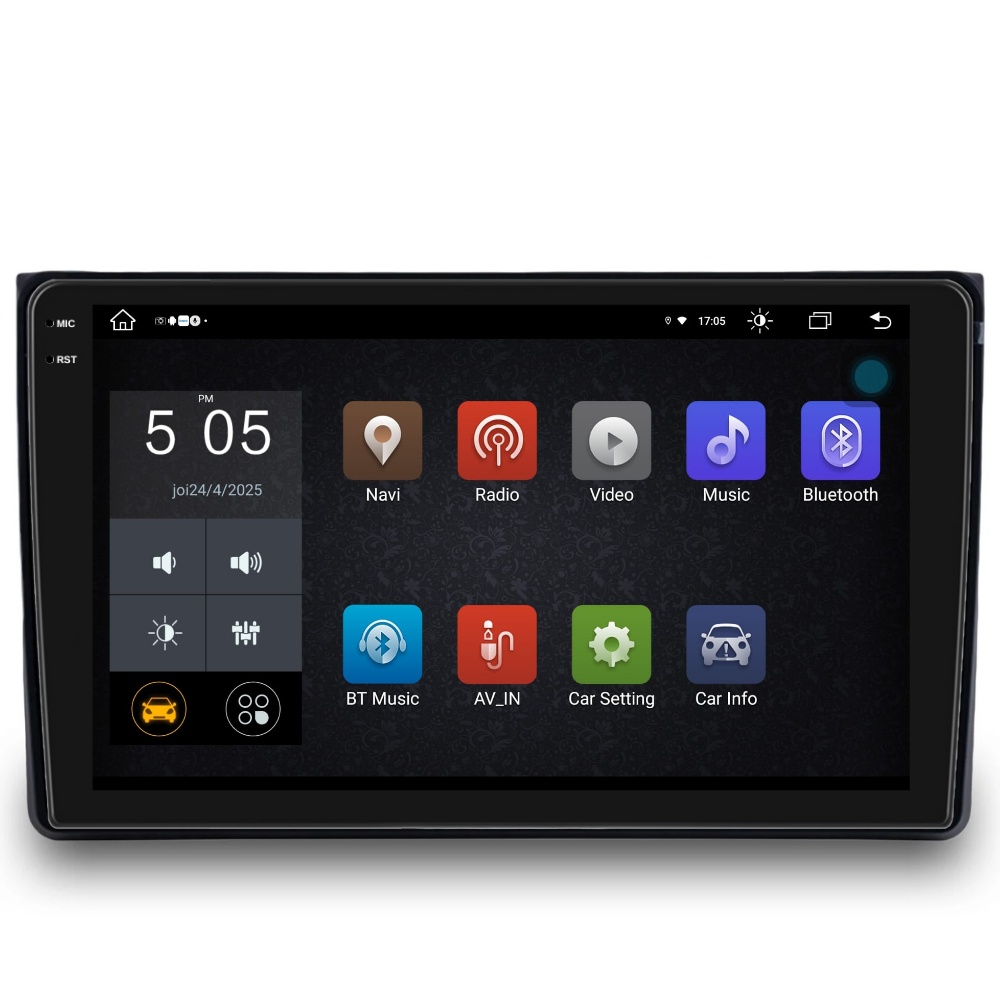 MIC
17:05
RST
PM
5 05
joi24/4/2025
Navi
Radio
Video
Music
Bluetooth
BT Music
AV_IN
Car Setting
Car Info